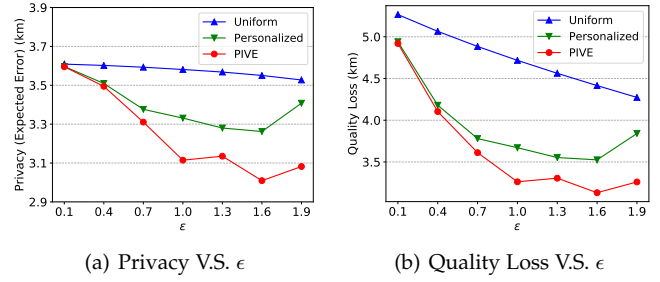 Privacy (Expected Error) (km)
3.9
3.7
3.5
3.3
3.1
2.9
Uniform
Personalized
PIVE
0.1 0.4 0.7 1.0 1.3 1.6 1.9
ε
(a) Privacy V.S. ϵ
Quality Loss (km)
5.0
4.5
4.0
3.5
Uniform
Personalized
PIVE
0.1 0.4 0.7 1.0 1.3 1.6 1.9
ε
(b) Quality Loss V.S. ϵ